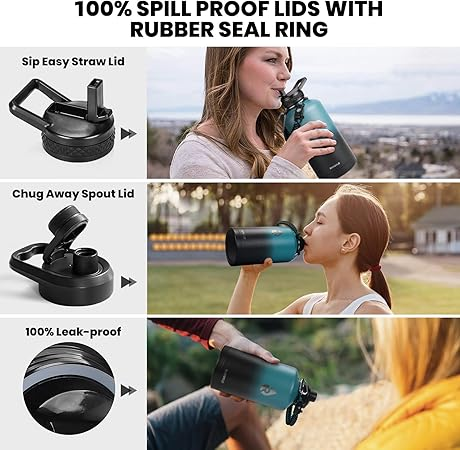 100% SPILL PROOF LIDS WITH
RUBBER SEAL RING
Sip Easy Straw Lid
Chug Away Spout Lid
100% Leak-proof